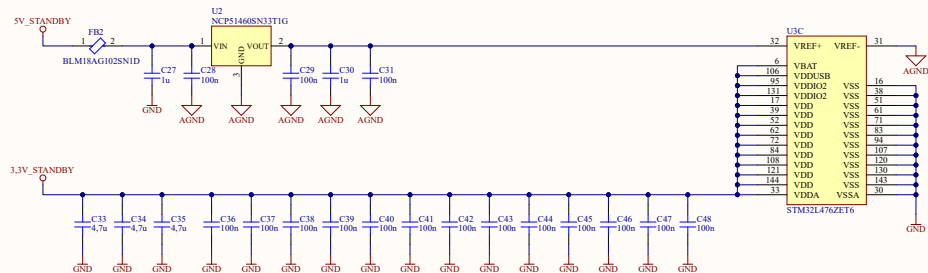 U2
NCP51460SN33T1G
5V_STANDBY
FB2
1 2
BLM18AG102SN1D
1 VIN VOUT 2
GND
3
C27
1u
C28
100n
C29
100n
C30
1u
C31
100n
GND
AGND
AGND
AGND
AGND
AGND
U3C
32 VREF+ VREF- 31
AGND
6 VBAT
106 VDDUSB
95 VDDIO2 VSS 16
131 VDDIO2 VSS 38
17 VDD VSS 51
39 VDD VSS 61
52 VDD VSS 71
62 VDD VSS 83
72 VDD VSS 94
84 VDD VSS 107
108 VDD VSS 120
121 VDD VSS 130
144 VDD VSS 143
33 VDDA VSSA 30
STM32L476ZET6
GND
3,3V_STANDBY
C33
4,7u
C34
4,7u
C35
4,7u
C36
100n
C37
100n
C38
100n
C39
100n
C40
100n
C41
100n
C42
100n
C43
100n
C44
100n
C45
100n
C46
100n
C47
100n
C48
100n
GND GND GND GND GND GND GND GND GND GND GND GND GND GND GND GND